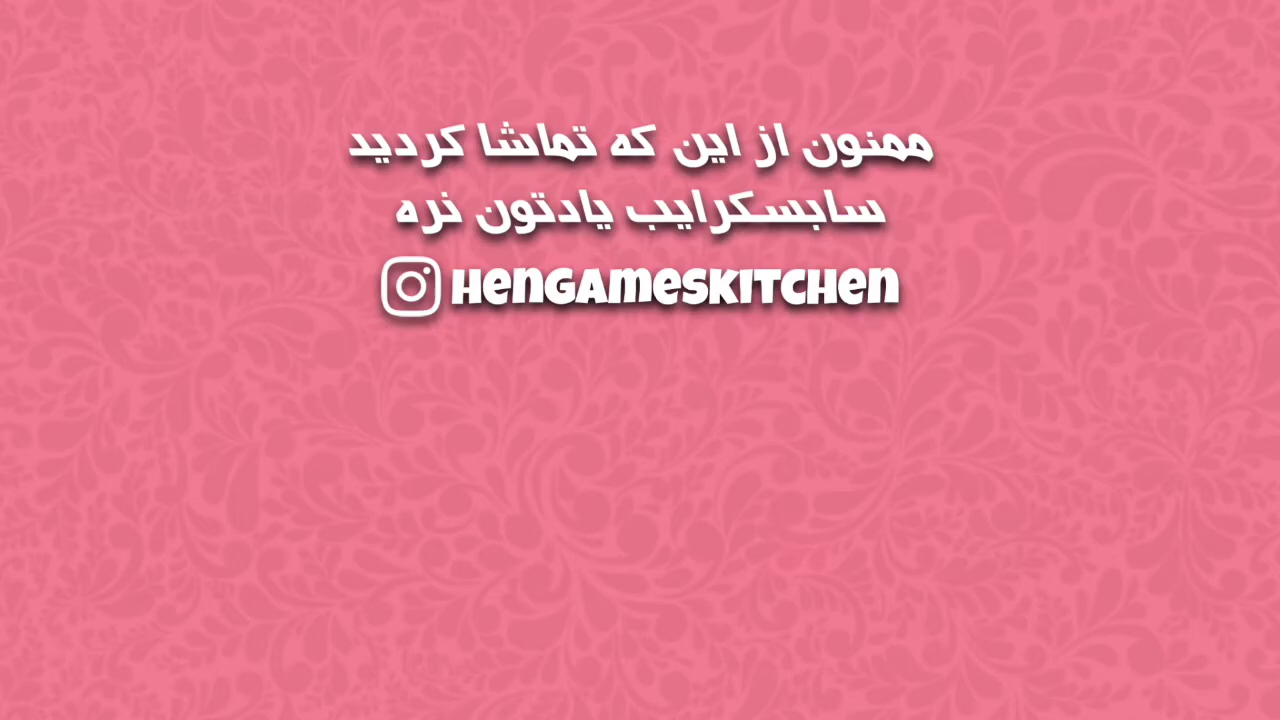 ممنون از این که تماشا کردید
سابسکرایب یادتون نره
HENGAMESKITCHEN